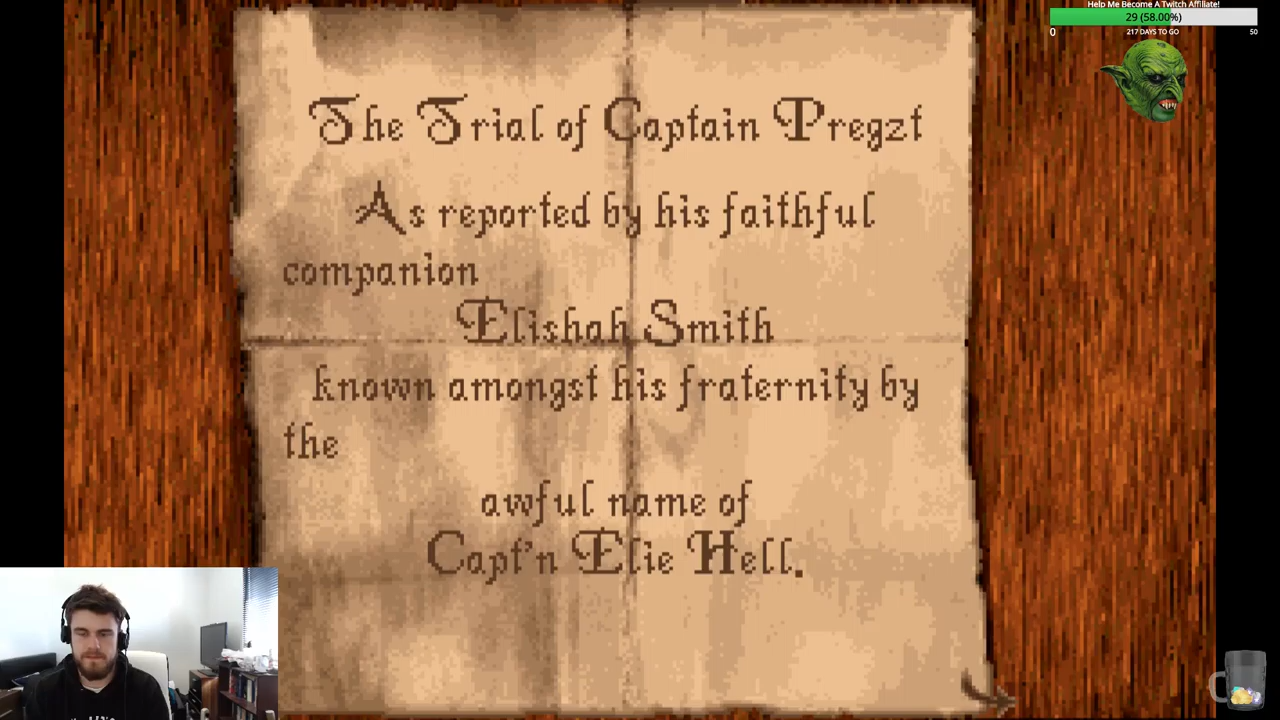 Help Me Become A Twitch Affiliate!
29 (58.00%)
0 217 DAYS TO GO 50
The Trial of Captain Pregzt
As reported by his faithful
companion
Elishah Smith
known amongst his fraternity by
the
awful name of
Capt'n Elie Hell.